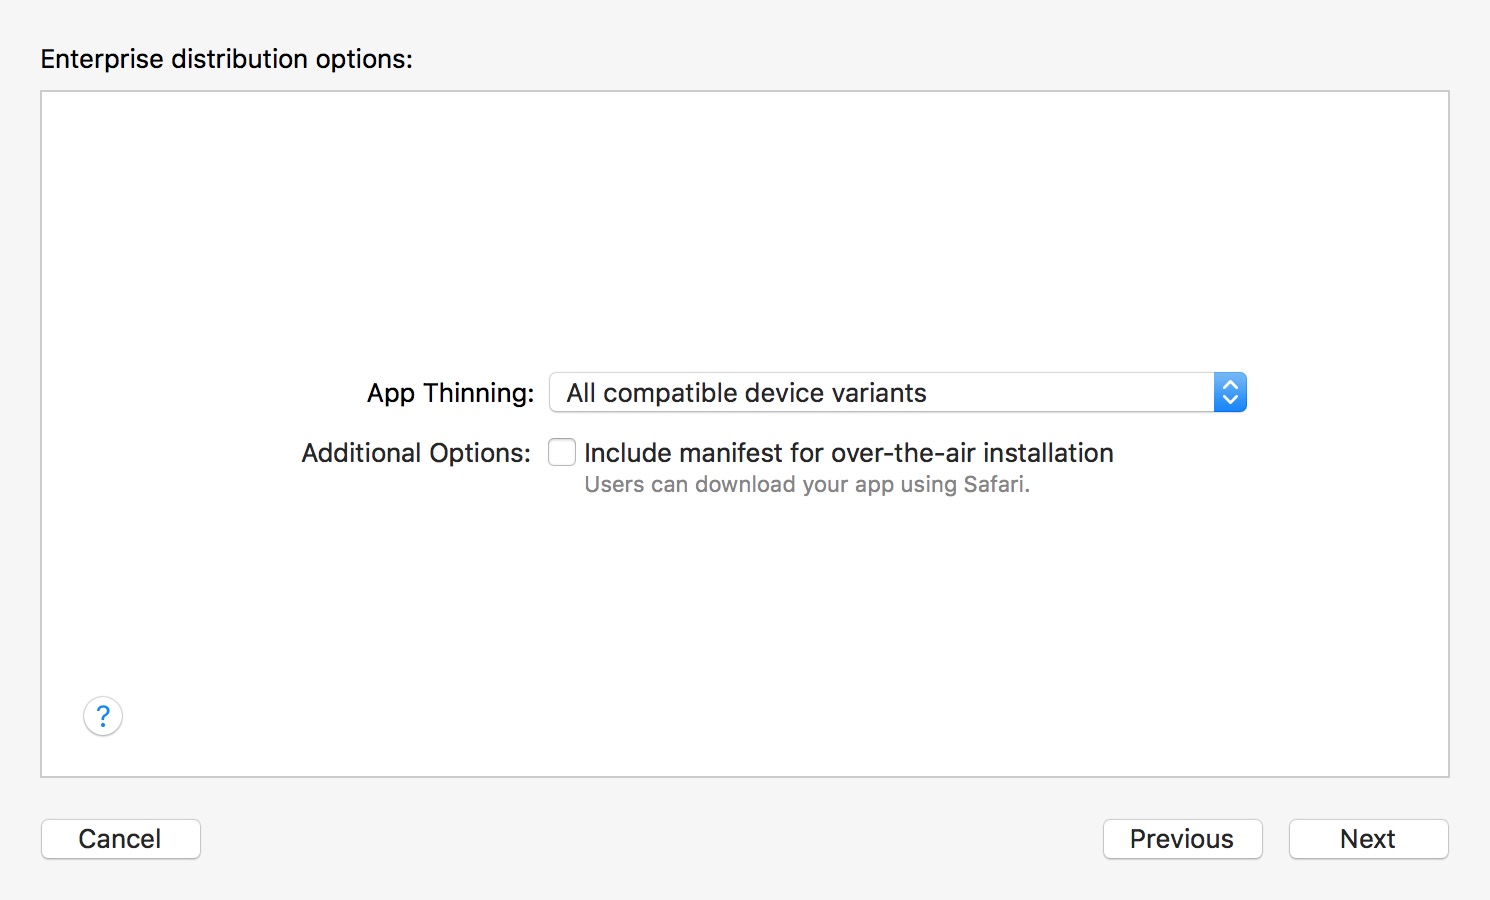 Enterprise distribution options:
App Thinning: All compatible device variants
Additional Options: Include manifest for over-the-air installation
Users can download your app using Safari.
?
Cancel Previous Next